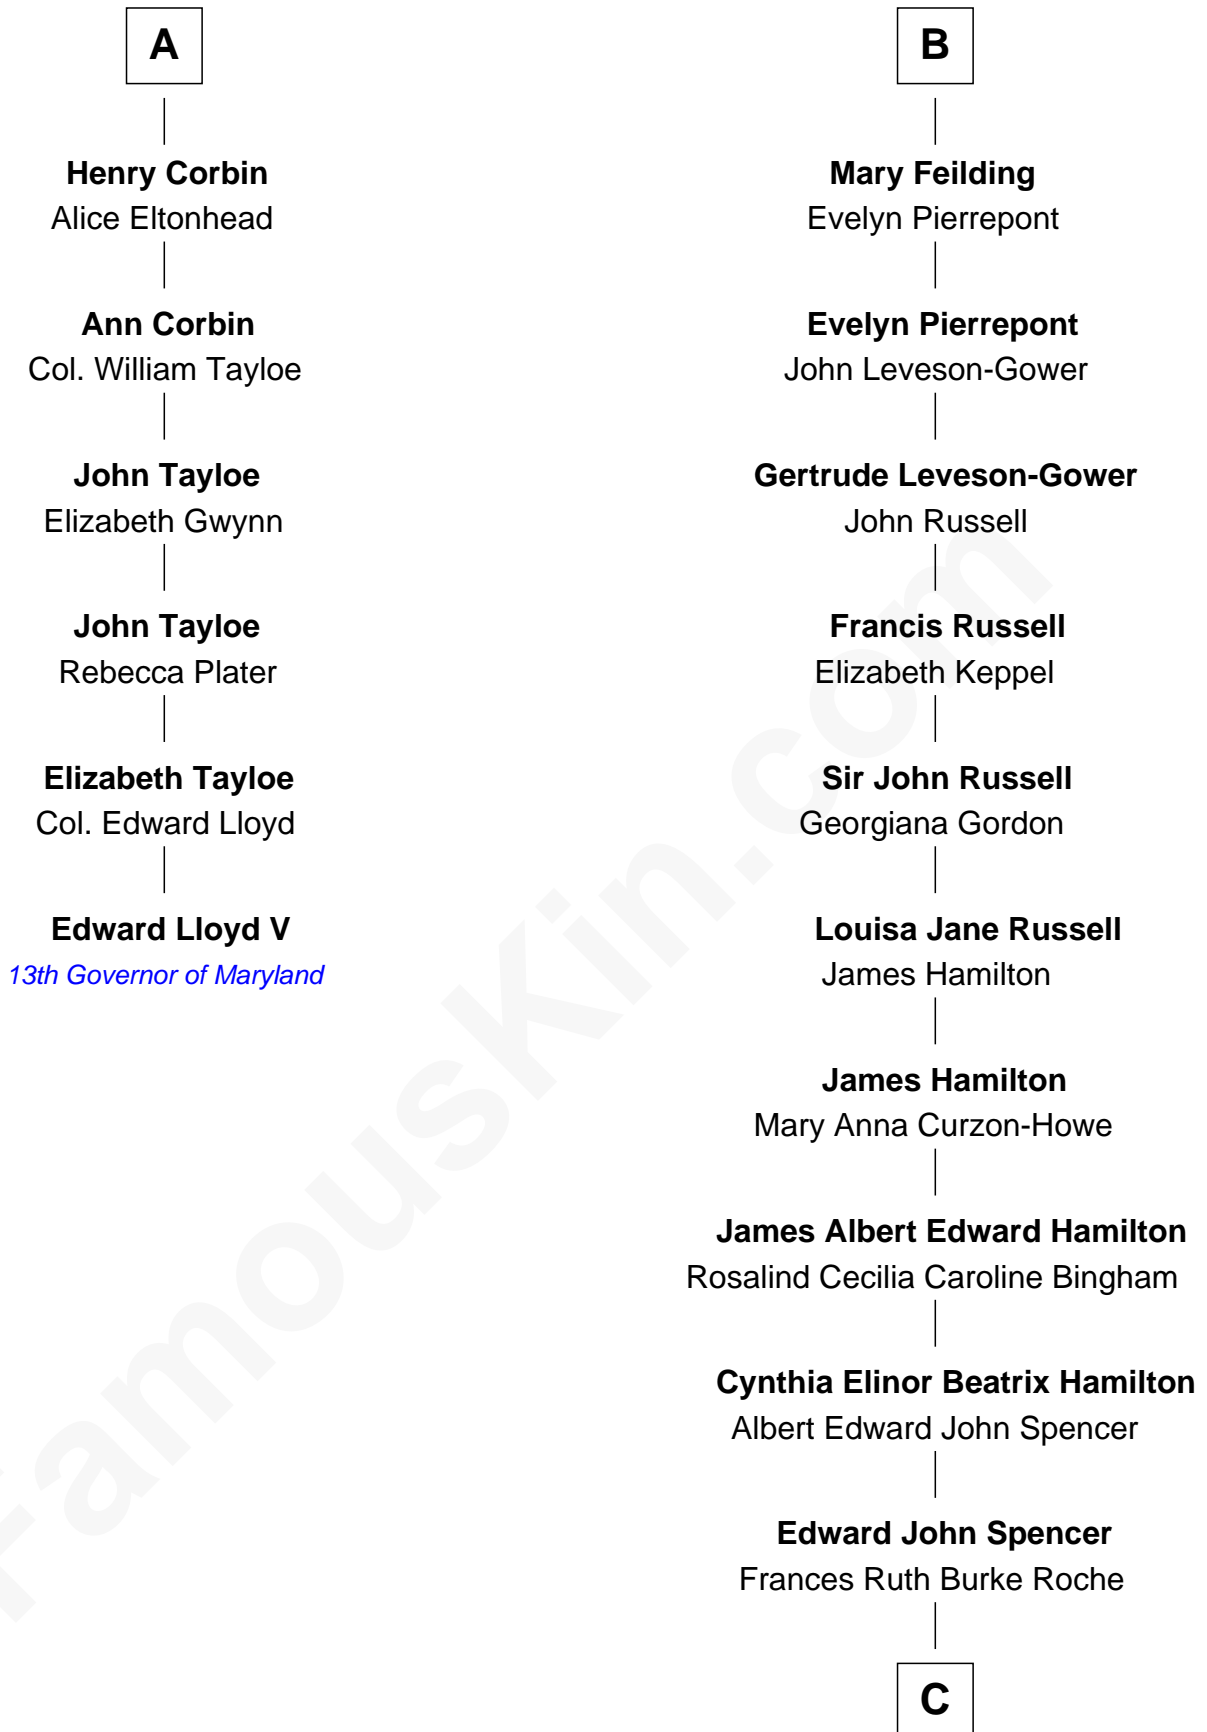 A
Henry Corbin
Alice Eltonhead
Ann Corbin
Col. William Tayloe
John Tayloe
Elizabeth Gwynn
John Tayloe
Rebecca Plater
Elizabeth Tayloe
Col. Edward Lloyd
Edward Lloyd V
13th Governor of Maryland
B
Mary Feilding
Evelyn Pierrepont
Evelyn Pierrepont
John Leveson-Gower
Gertrude Leveson-Gower
John Russell
Francis Russell
Elizabeth Keppel
Sir John Russell
Georgiana Gordon
Louisa Jane Russell
James Hamilton
James Hamilton
Mary Anna Curzon-Howe
James Albert Edward Hamilton
Rosalind Cecilia Caroline Bingham
Cynthia Elinor Beatrix Hamilton
Albert Edward John Spencer
Edward John Spencer
Frances Ruth Burke Roche
C
FamousKin.com